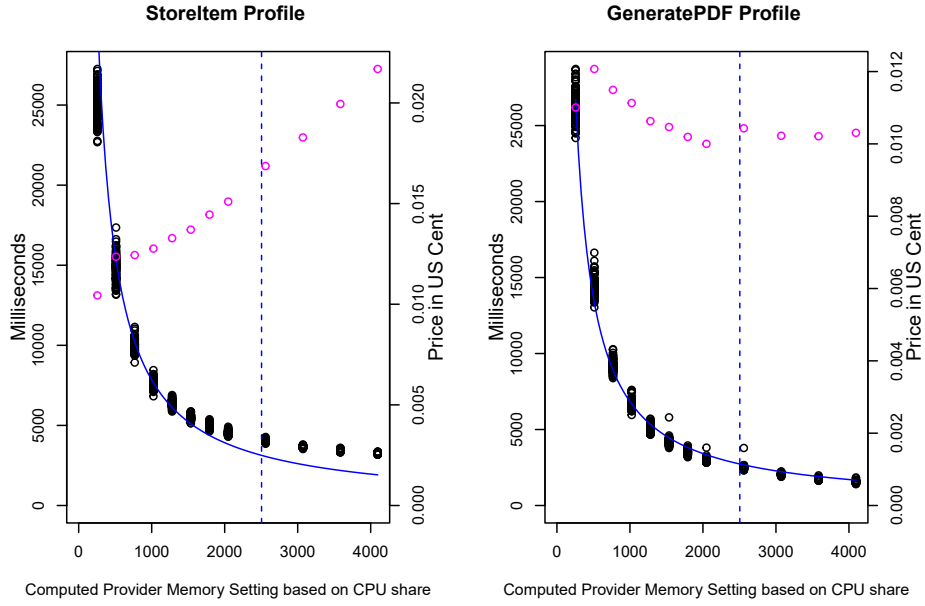 StoreItem Profile
Milliseconds
0 5000 10000 15000 20000 25000
Price in US Cent
0.000 0.005 0.010 0.015 0.020
0 1000 2000 3000 4000
Computed Provider Memory Setting based on CPU share
GeneratePDF Profile
Milliseconds
0 5000 10000 15000 20000 25000
Price in US Cent
0.000 0.002 0.004 0.006 0.008 0.010 0.012
0 1000 2000 3000 4000
Computed Provider Memory Setting based on CPU share